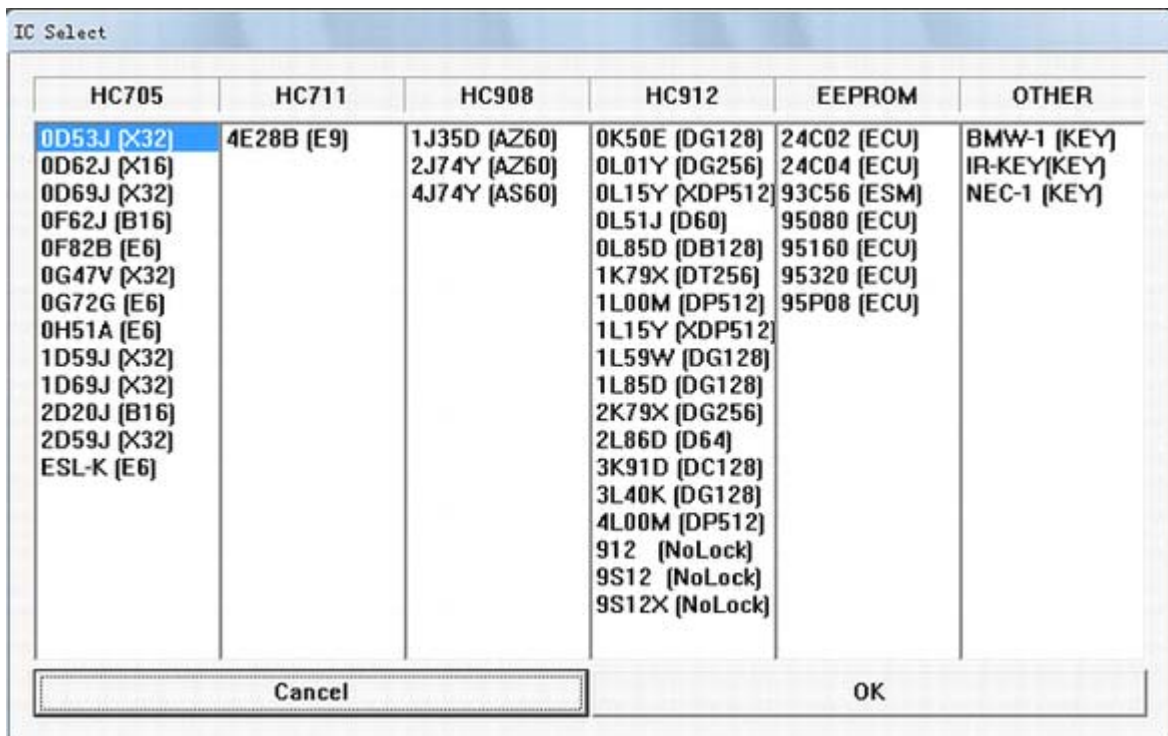 IC Select
HC705 HC711 HC908 HC912 EEPROM OTHER
0D53J (X32) 4E28B (E9) 1J35D (AZ60) 0K50E (DG128) 24C02 (ECU) BMW-1 (KEY)
0D62J (X16) 2J74Y (AZ60) 0L01Y (DG256) 24C04 (ECU) IR-KEY(KEY)
0D69J (X32) 4J74Y (AS60) 0L15Y (XDP512) 93C56 (ESM) NEC-1 (KEY)
0F62J (B16) 0L51J (D60) 95080 (ECU)
0F82B (E6) 0L85D (DB128) 95160 (ECU)
0G47V (X32) 1K79X (DT256) 95320 (ECU)
0G72G (E6) 1L00M (DP512) 95P08 (ECU)
0H51A (E6) 1L15Y (XDP512)
1D59J (X32) 1L59W (DG128)
1D69J (X32) 1L85D (DG128)
2D20J (B16) 2K79X (DG256)
2D59J (X32) 2L86D (D64)
ESL-K (E6) 3K91D (DC128)
3L40K (DG128)
4L00M (DP512)
912 (NoLock)
9S12 (NoLock)
9S12X (NoLock)
Cancel OK